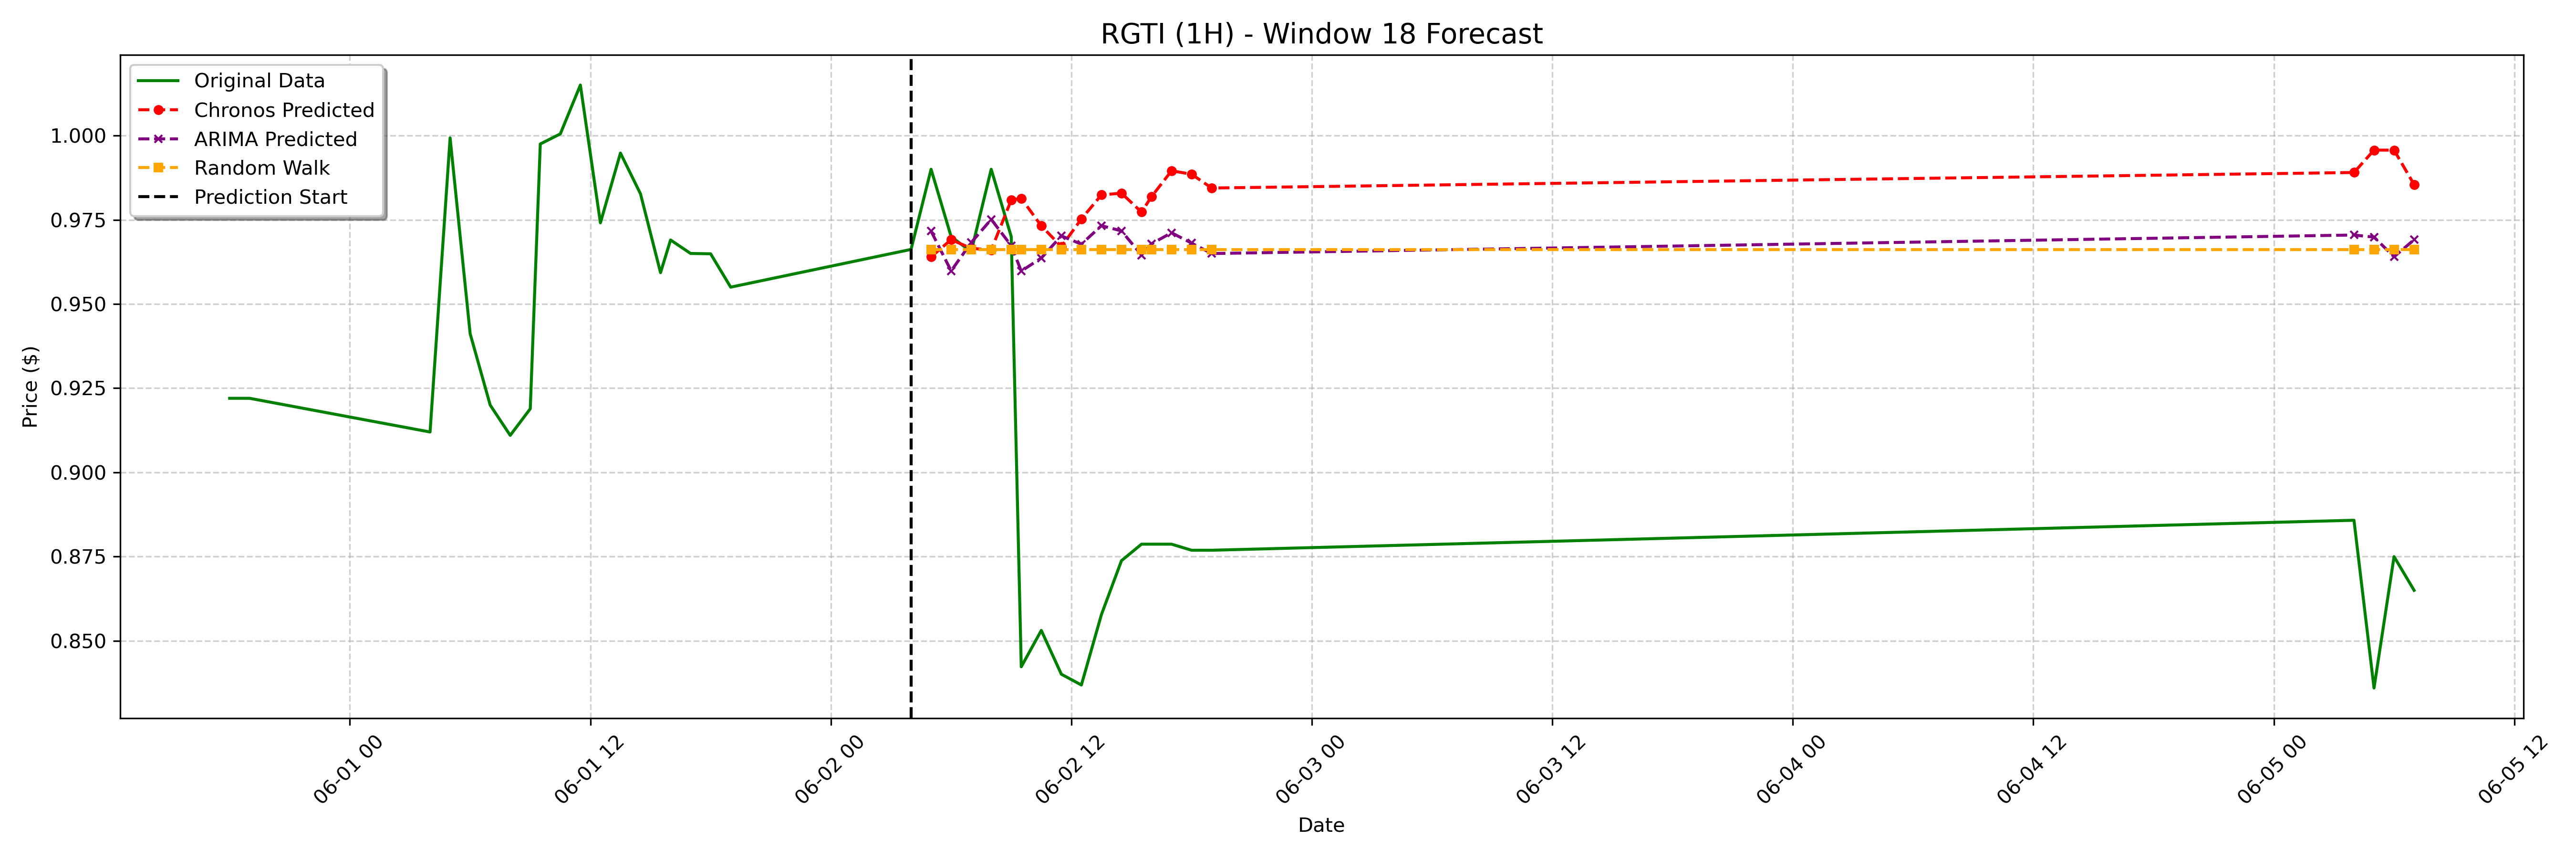 RGTI (1H) - Window 18 Forecast
Original Data
Chronos Predicted
ARIMA Predicted
Random Walk
Prediction Start
Price ($)
1.000
0.975
0.950
0.925
0.900
0.875
0.850
06-01 00
06-01 12
06-02 00
06-02 12
06-03 00
06-03 12
06-04 00
06-04 12
06-05 00
06-05 12
Date